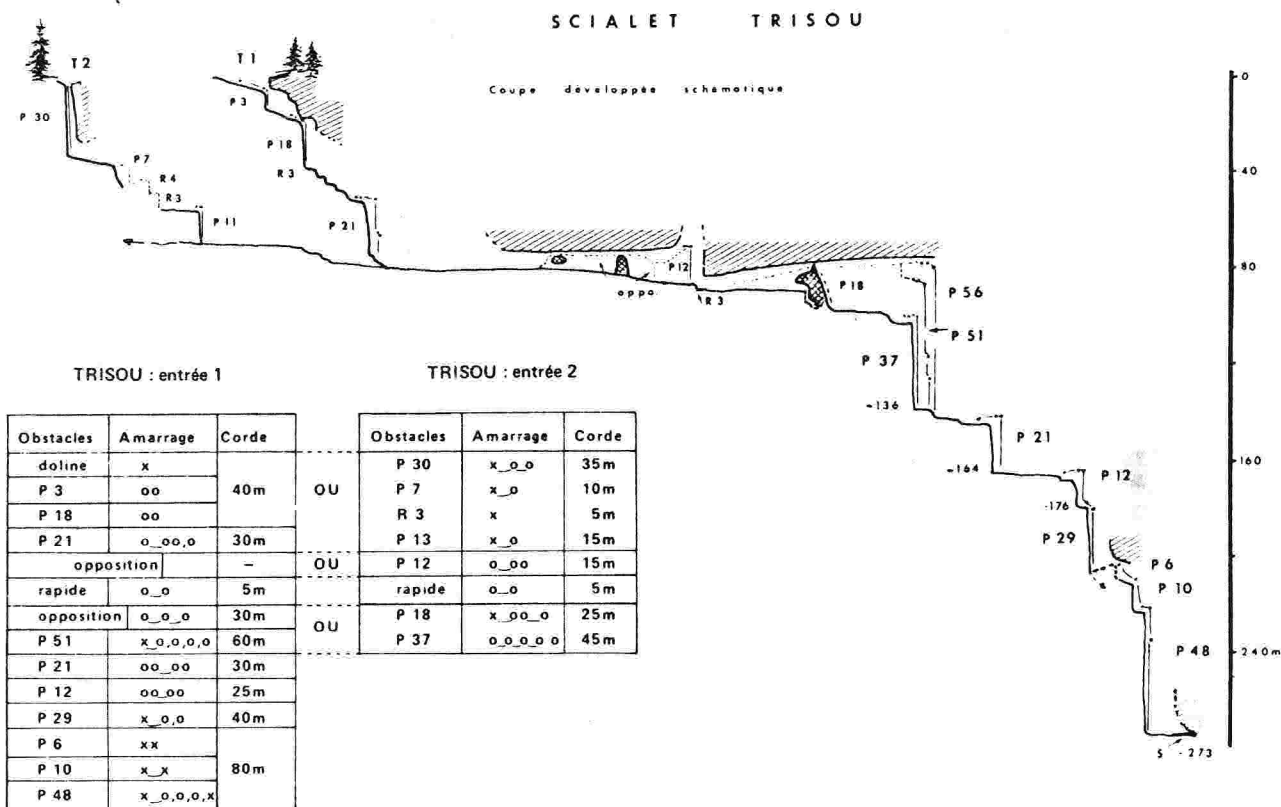 SCIALET TRISOU
Coupe développée schématique
T2
T1
P 30
P 3
P 7
P 18
R 4
R 3
R 3
P 11
P 21
oppo.
P 12
R 3
P 18
P 56
P 51
P 37
-136
P 21
-164
P 12
-176
P 29
P 6
P 10
P 48
S -273
0
40
80
160
240m
TRISOU : entrée 1
Obstacles Amarrage Corde
doline x
P 3 oo 40m
P 18 oo
P 21 o_oo,o 30m
opposition –
rapide o_o 5m
opposition o_o_o 30m
P 51 x_o,o,o,o 60m
P 21 oo_oo 30m
P 12 oo_oo 25m
P 29 x_o,o 40m
P 6 xx
P 10 x_x 80m
P 48 x_o,o,o,x
OU
OU
OU
TRISOU : entrée 2
Obstacles Amarrage Corde
P 30 x_o_o 35m
P 7 x_o 10m
R 3 x 5m
P 13 x_o 15m
P 12 o_oo 15m
rapide o_o 5m
P 18 x_oo_o 25m
P 37 o_o_o_o o 45m